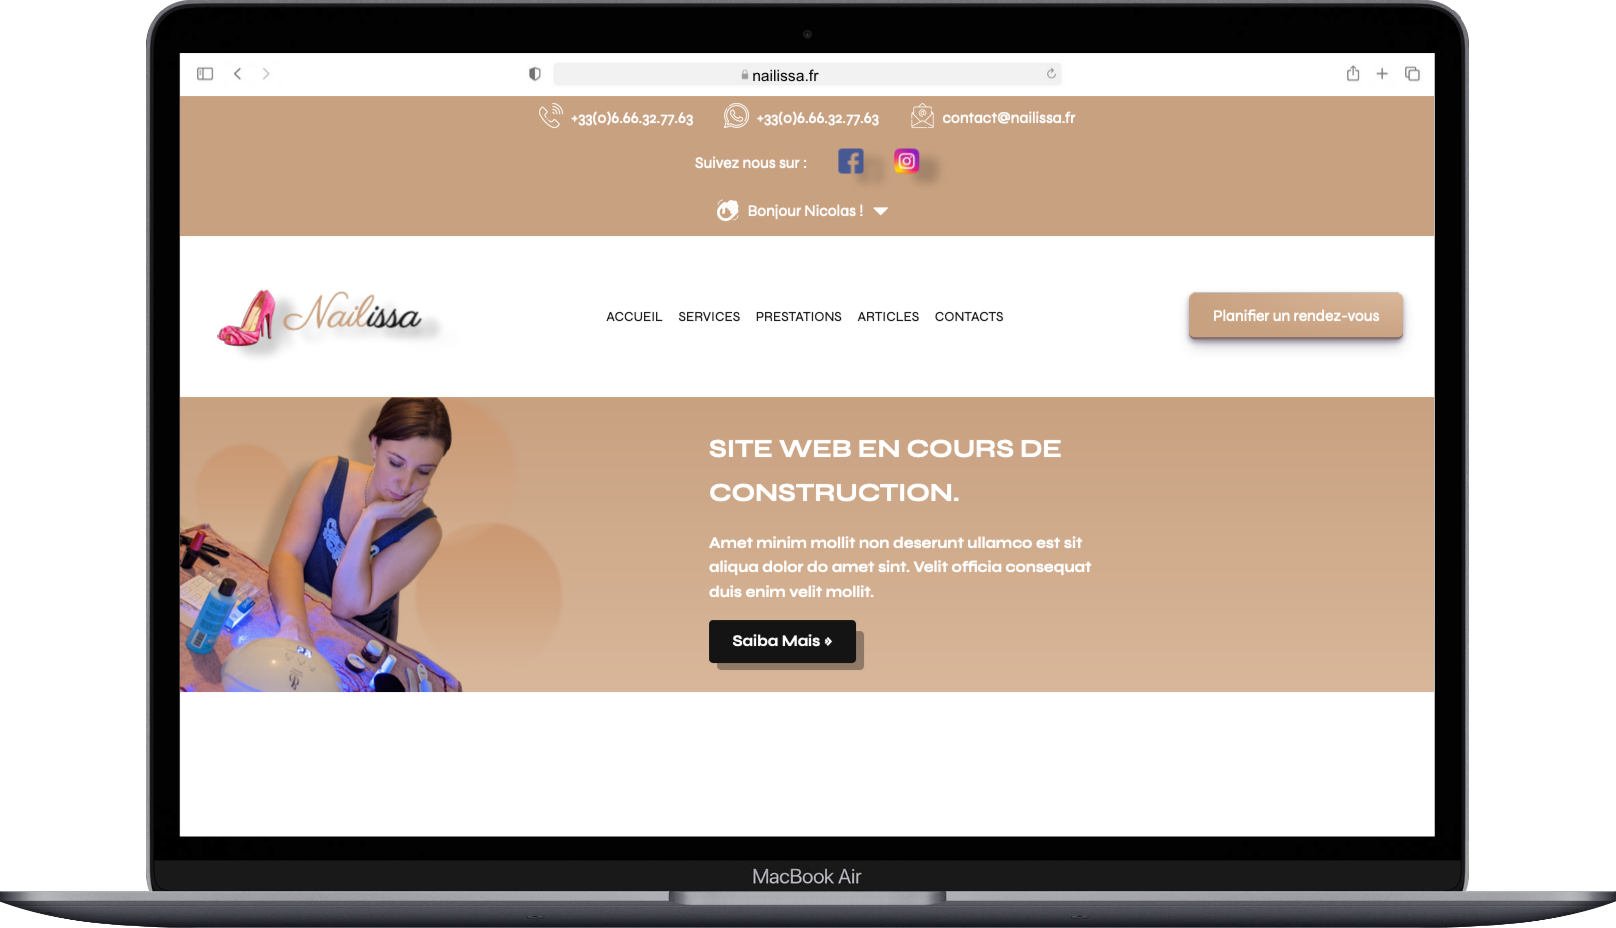 nailissa.fr
+33(0)6.66.32.77.63 +33(0)6.66.32.77.63 contact@nailissa.fr
Suivez nous sur :
Bonjour Nicolas !
Nailissa
ACCUEIL SERVICES PRESTATIONS ARTICLES CONTACTS
Planifier un rendez-vous
SITE WEB EN COURS DE
CONSTRUCTION.
Amet minim mollit non deserunt ullamco est sit
aliqua dolor do amet sint. Velit officia consequat
duis enim velit mollit.
Saiba Mais »
MacBook Air